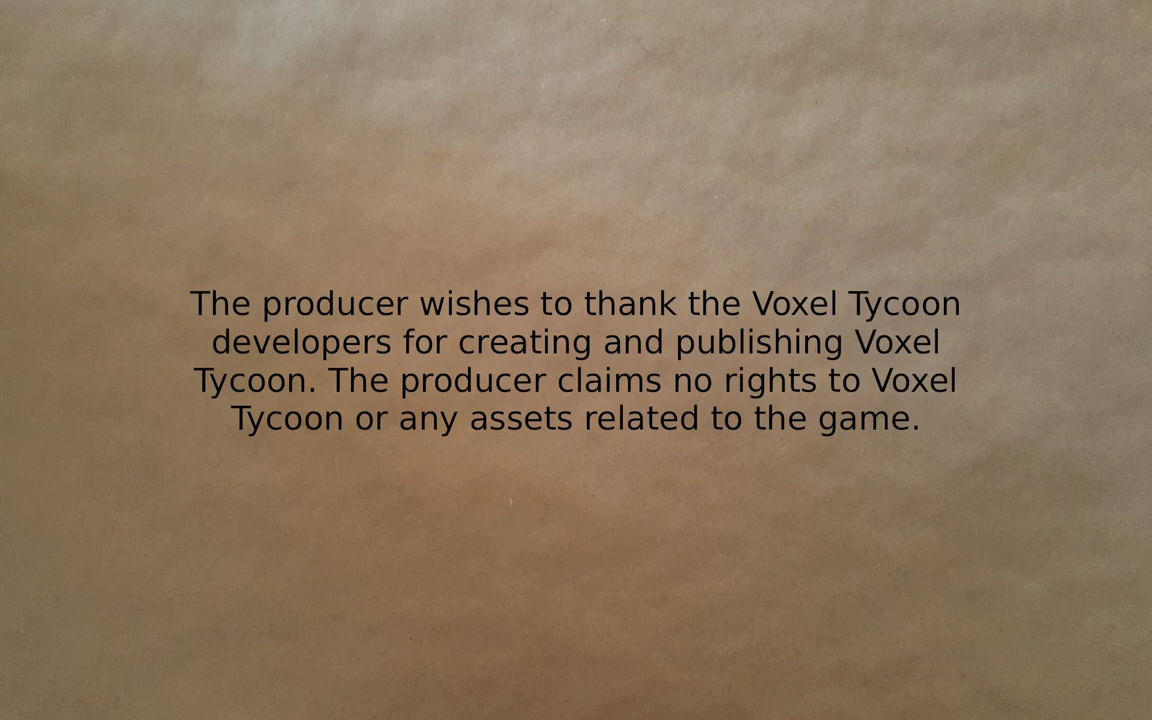 The producer wishes to thank the Voxel Tycoon
developers for creating and publishing Voxel
Tycoon. The producer claims no rights to Voxel
Tycoon or any assets related to the game.